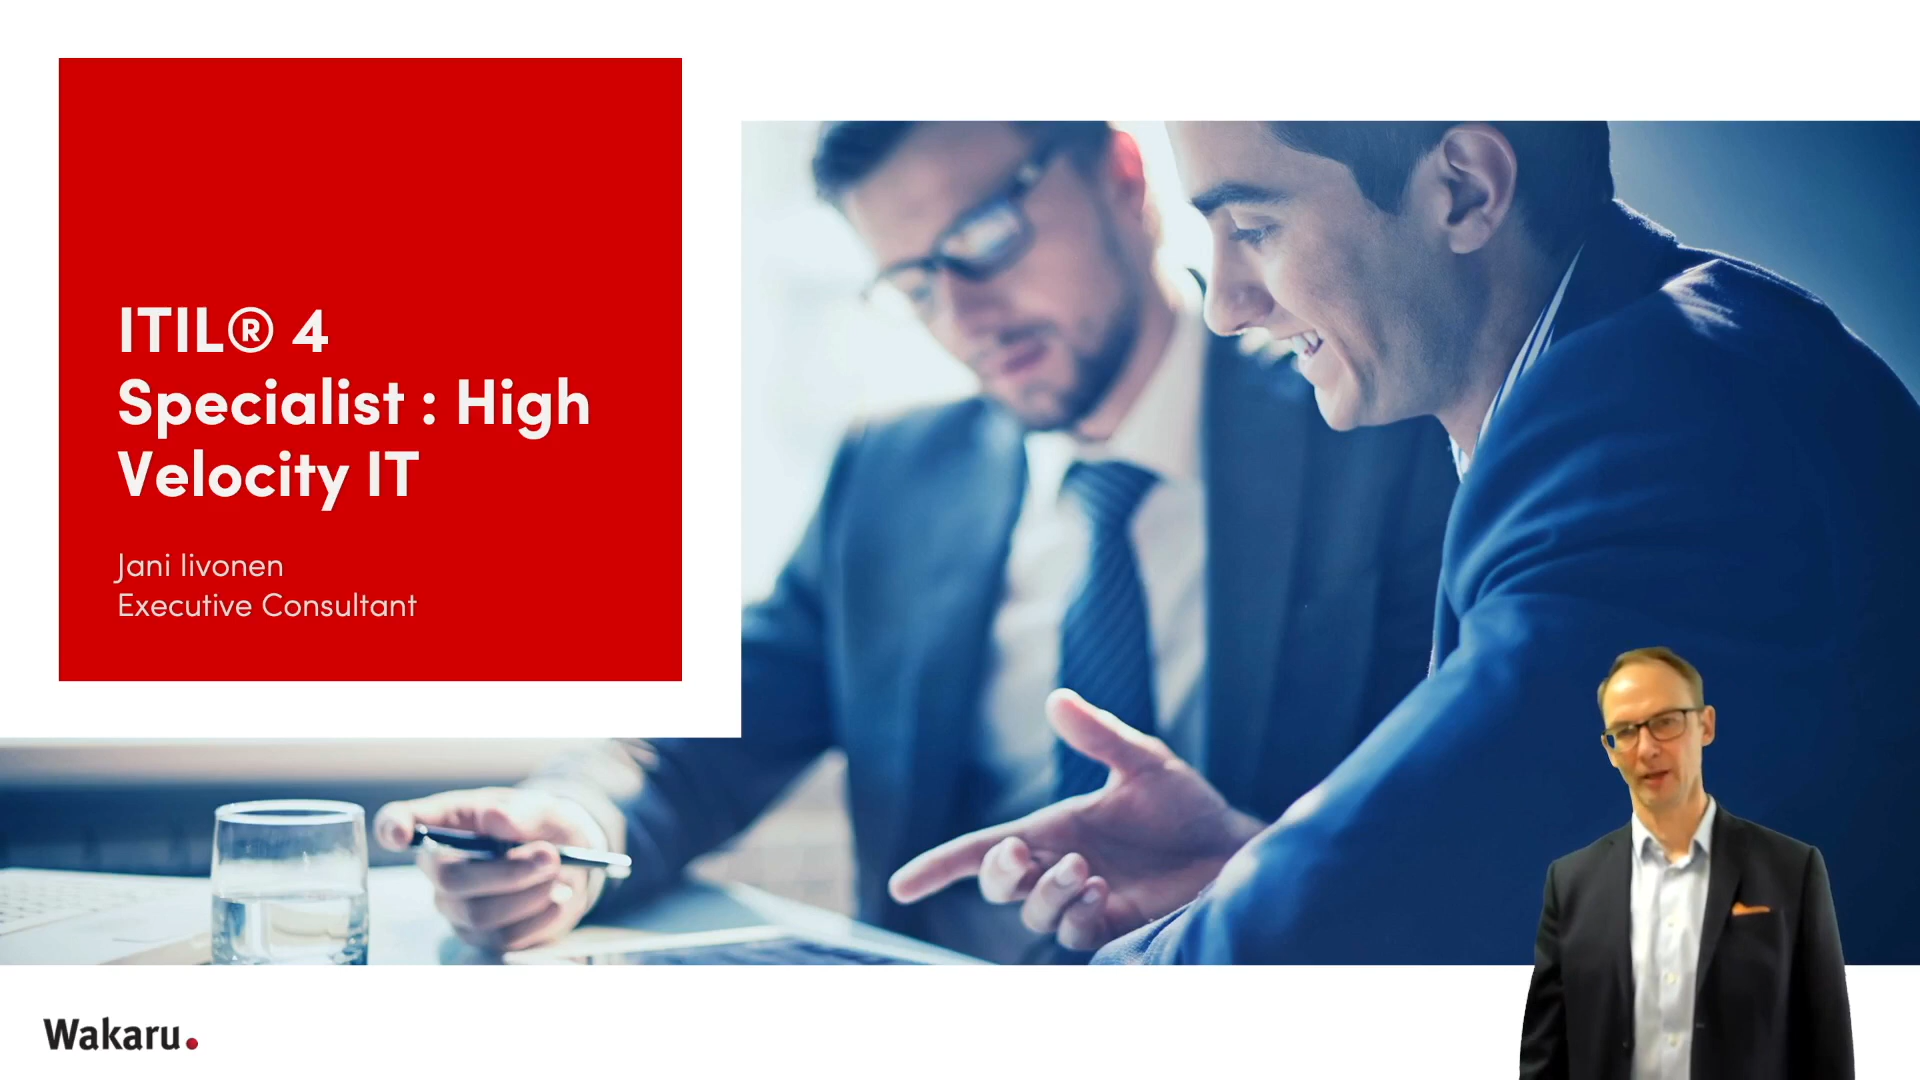 ITIL® 4
Specialist : High
Velocity IT
Jani Iivonen
Executive Consultant
Wakaru.